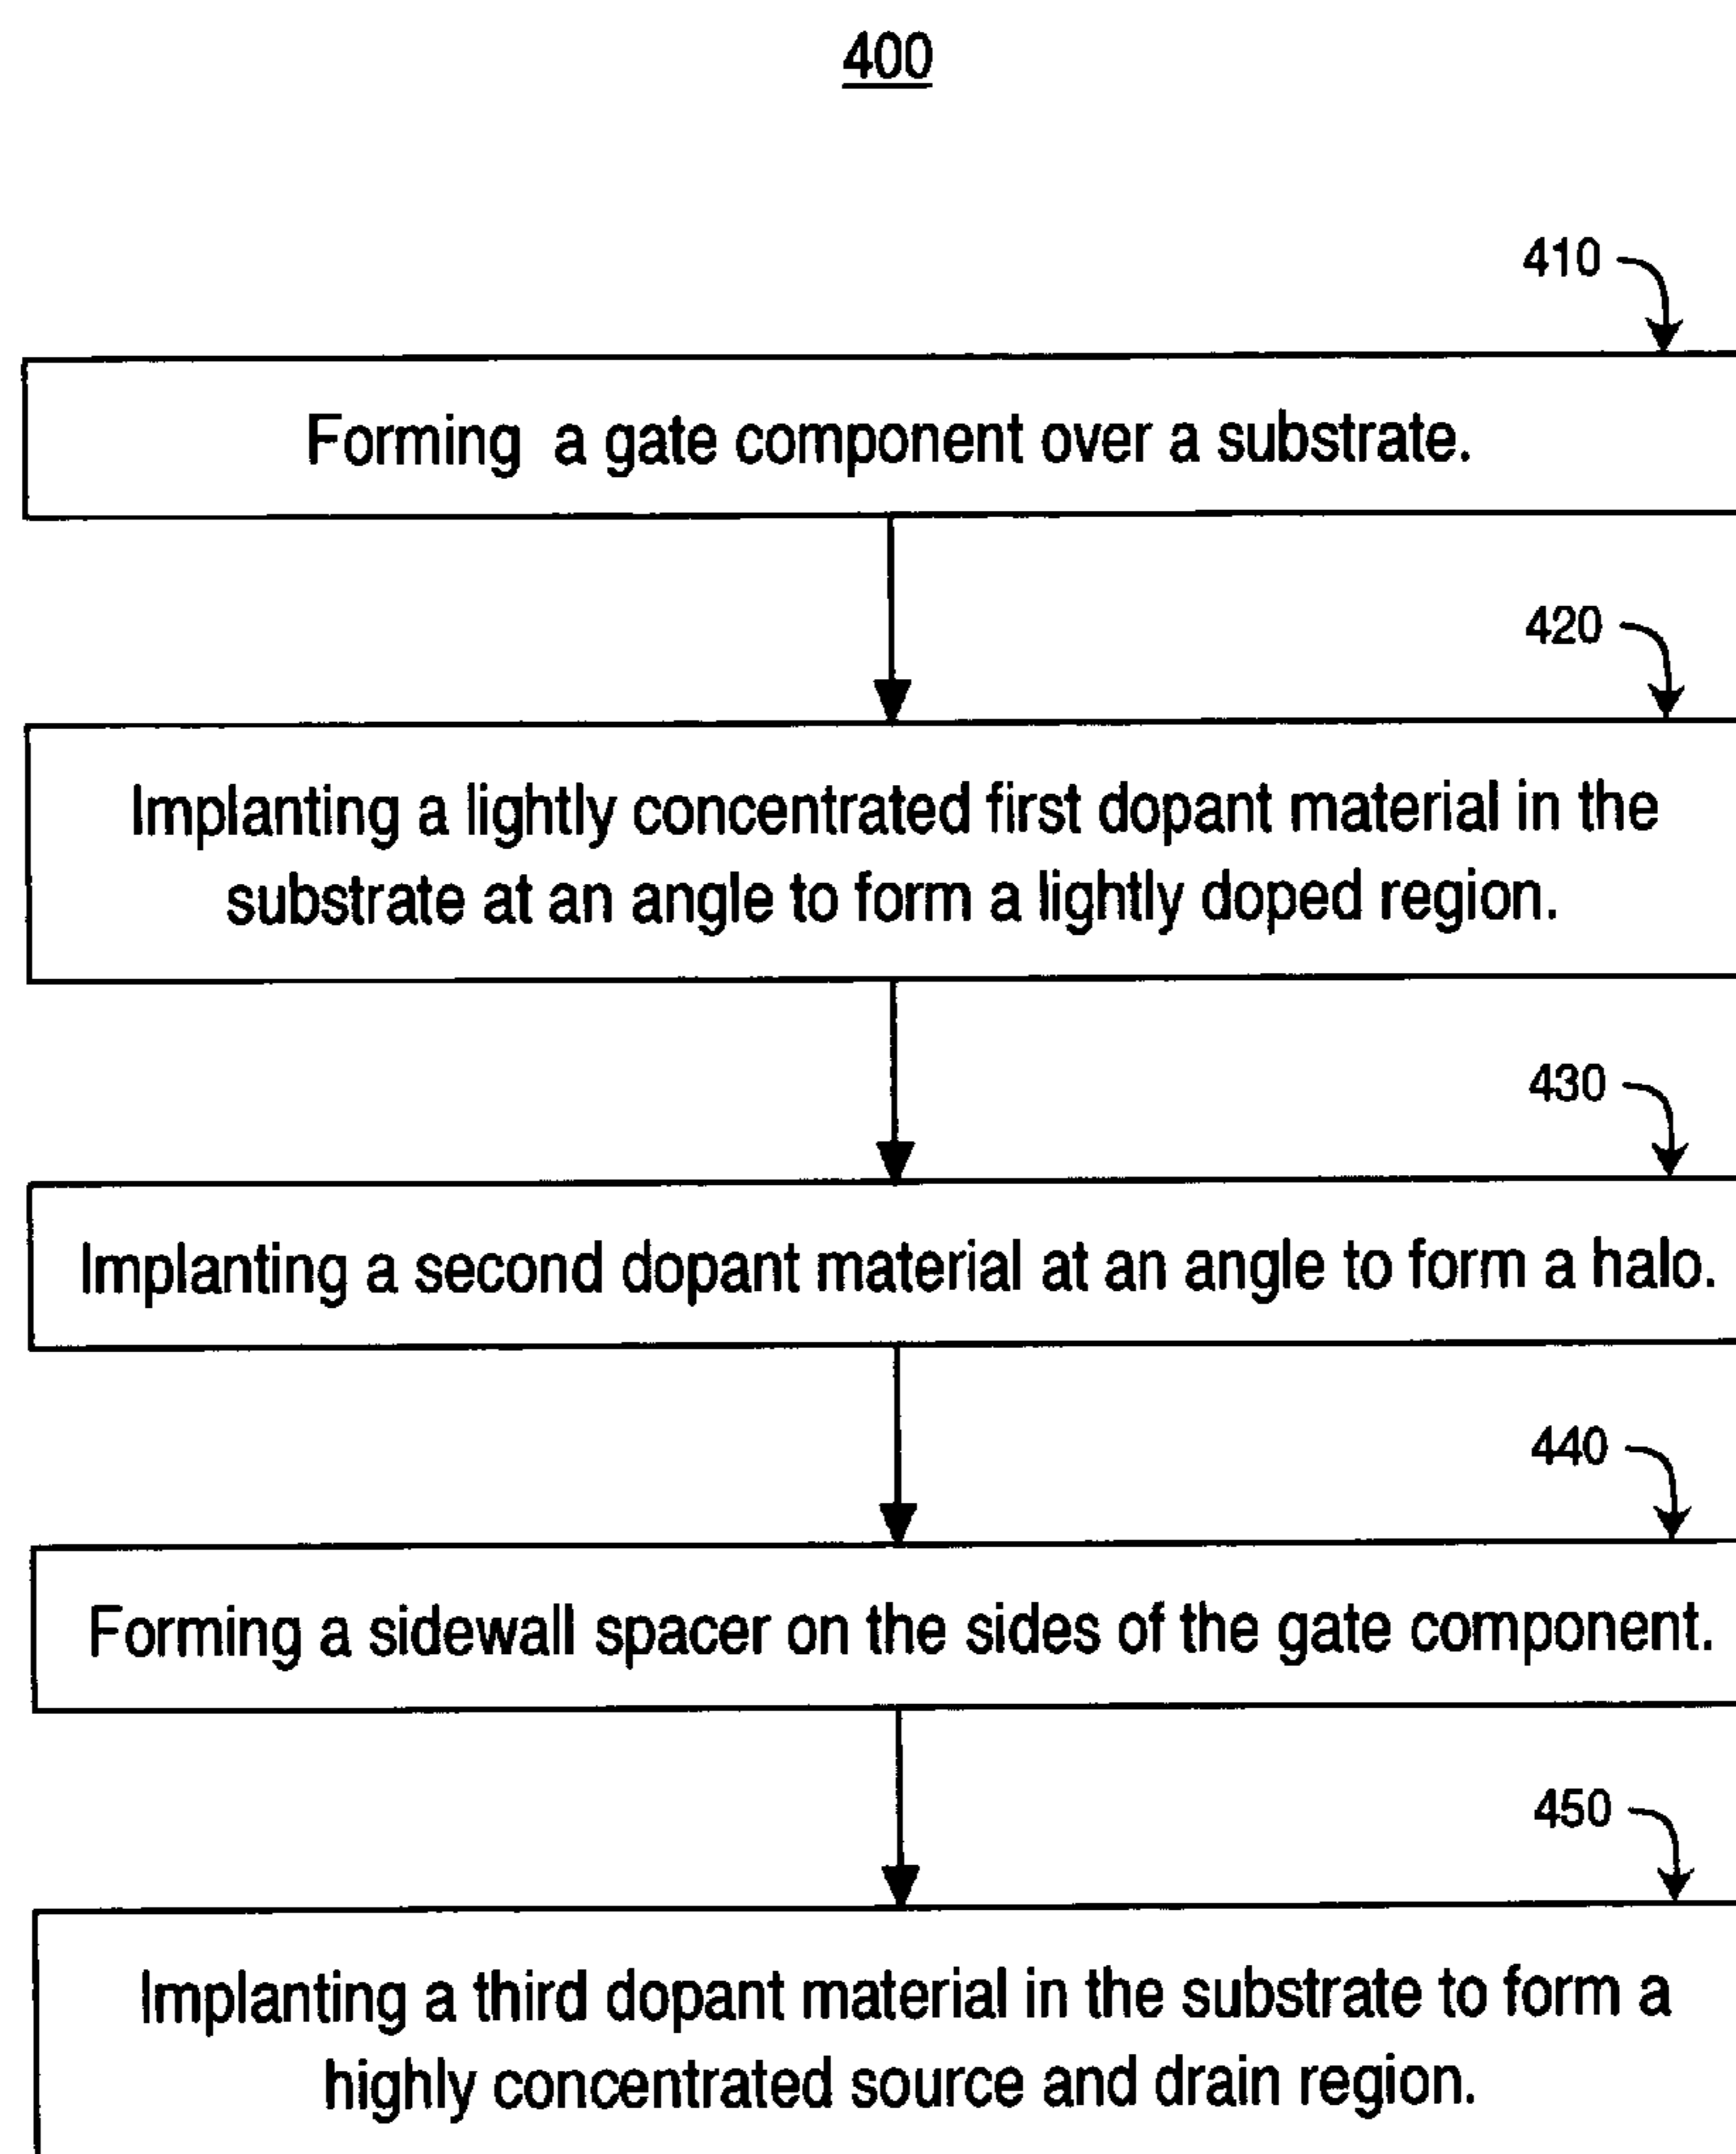 400
410
Forming a gate component over a substrate.
420
Implanting a lightly concentrated first dopant material in the
substrate at an angle to form a lightly doped region.
430
Implanting a second dopant material at an angle to form a halo.
440
Forming a sidewall spacer on the sides of the gate component.
450
Implanting a third dopant material in the substrate to form a
highly concentrated source and drain region.